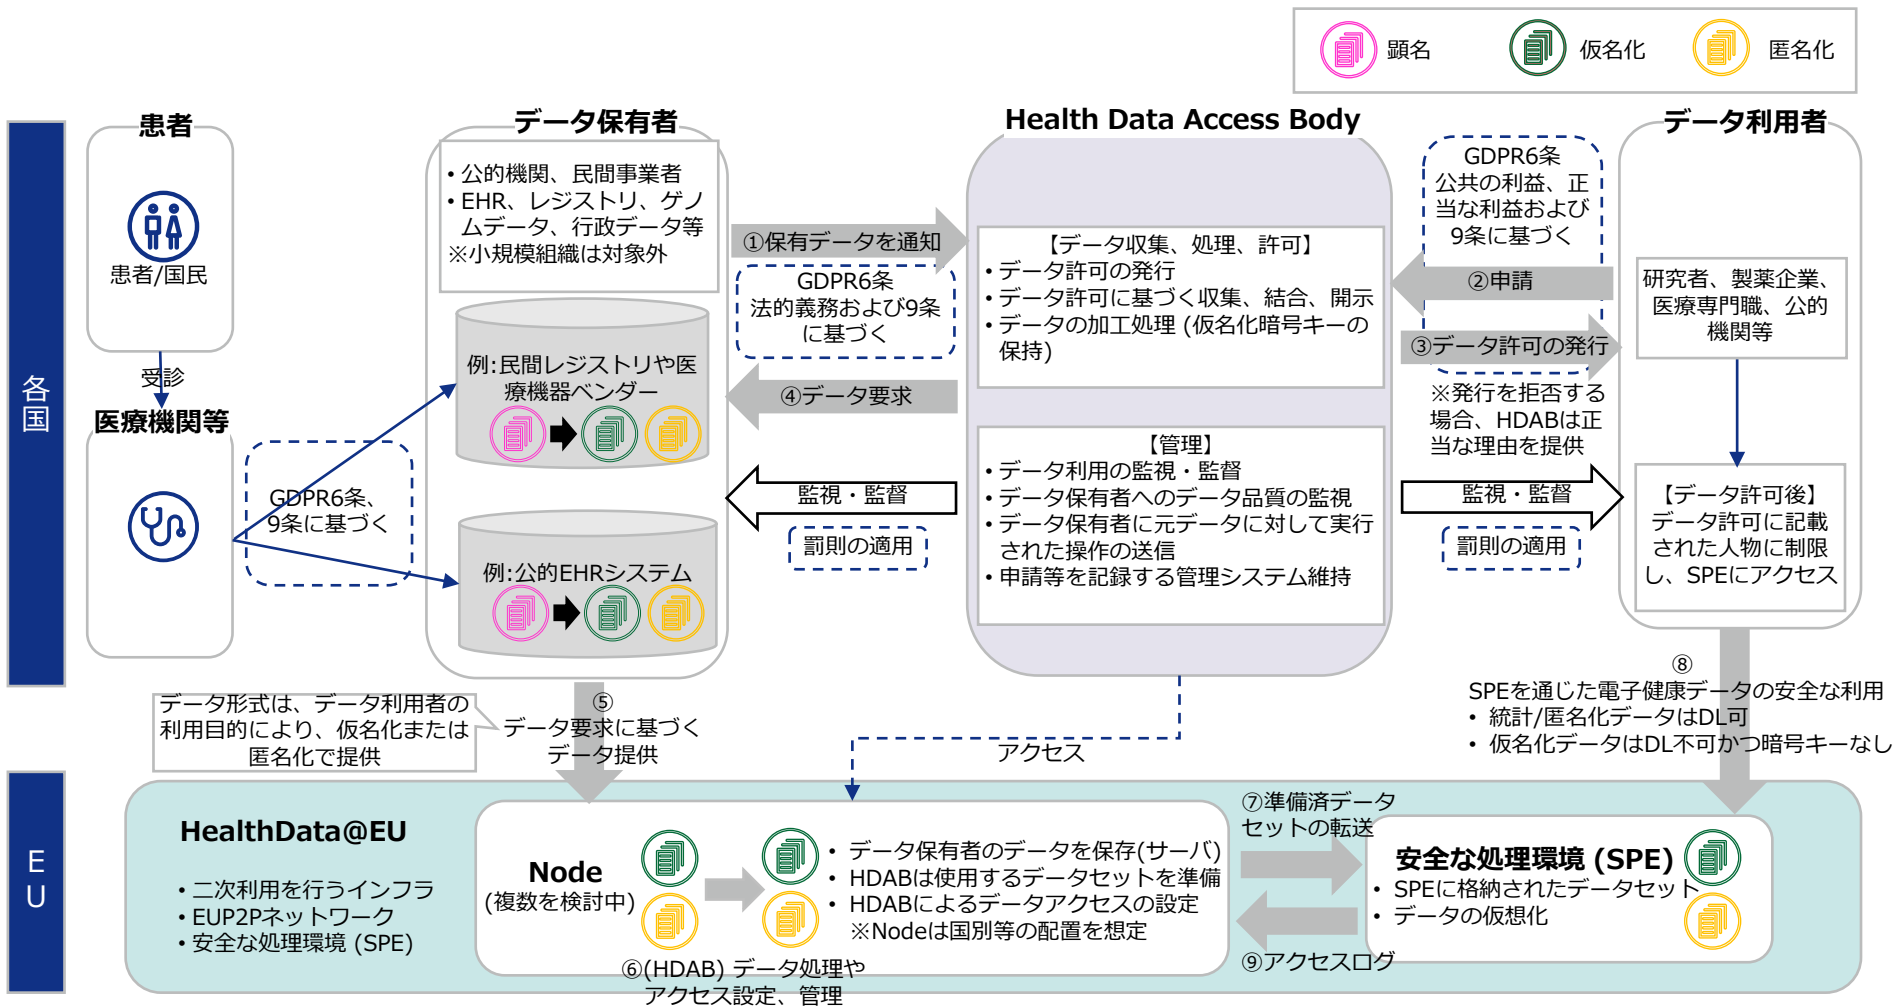 顕名
仮名化
匿名化
各国
患者
患者/国民
受診
医療機関等
GDPR6条、
9条に基づく
データ保有者
• 公的機関、民間事業者
• EHR、レジストリ、ゲノ
ムデータ、行政データ等
※小規模組織は対象外
例:民間レジストリや医
療機器ベンダー
例:公的EHRシステム
①保有データを通知
GDPR6条
法的義務および9条
に基づく
④データ要求
監視・監督
罰則の適用
Health Data Access Body
【データ収集、処理、許可】
• データ許可の発行
• データ許可に基づく収集、結合、開示
• データの加工処理 (仮名化暗号キーの
保持)
【管理】
• データ利用の監視・監督
• データ保有者へのデータ品質の監視
• データ保有者に元データに対して実行
された操作の送信
• 申請等を記録する管理システム維持
GDPR6条
公共の利益、正
当な利益および
9条に基づく
②申請
③データ許可の発行
※発行を拒否する
場合、HDABは正
当な理由を提供
監視・監督
罰則の適用
データ利用者
研究者、製薬企業、
医療専門職、公的
機関等
【データ許可後】
データ許可に記載
された人物に制限
し、SPEにアクセス
データ形式は、データ利用者の
利用目的により、仮名化または
匿名化で提供
⑤
データ要求に基づく
データ提供
アクセス
⑧
SPEを通じた電子健康データの安全な利用
• 統計/匿名化データはDL可
• 仮名化データはDL不可かつ暗号キーなし
EU
HealthData@EU
• 二次利用を行うインフラ
• EUP2Pネットワーク
• 安全な処理環境 (SPE)
Node
(複数を検討中)
• データ保有者のデータを保存(サーバ)
• HDABは使用するデータセットを準備
• HDABによるデータアクセスの設定
※Nodeは国別等の配置を想定
⑥(HDAB) データ処理や
アクセス設定、管理
⑦準備済データ
セットの転送
⑨アクセスログ
安全な処理環境 (SPE)
• SPEに格納されたデータセット
• データの仮想化